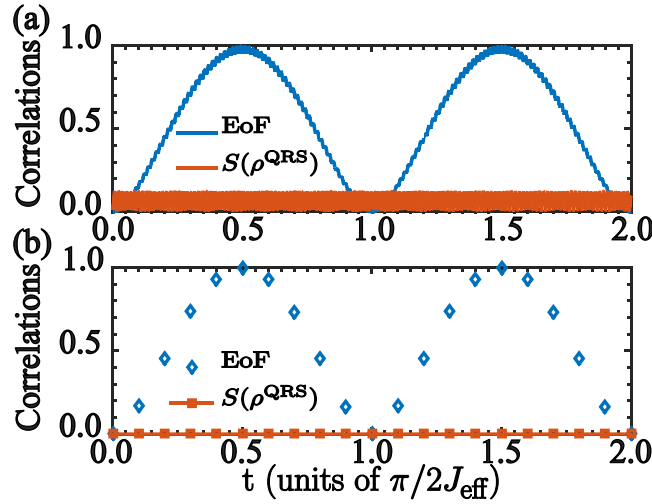 (a)
1.0
0.5
0.0
Correlations
EoF
S(ρ^QRS)
0.0 0.5 1.0 1.5 2.0
(b)
1.0
0.5
0.0
Correlations
EoF
S(ρ^QRS)
0.0 0.5 1.0 1.5 2.0
t (units of π/2J_eff)